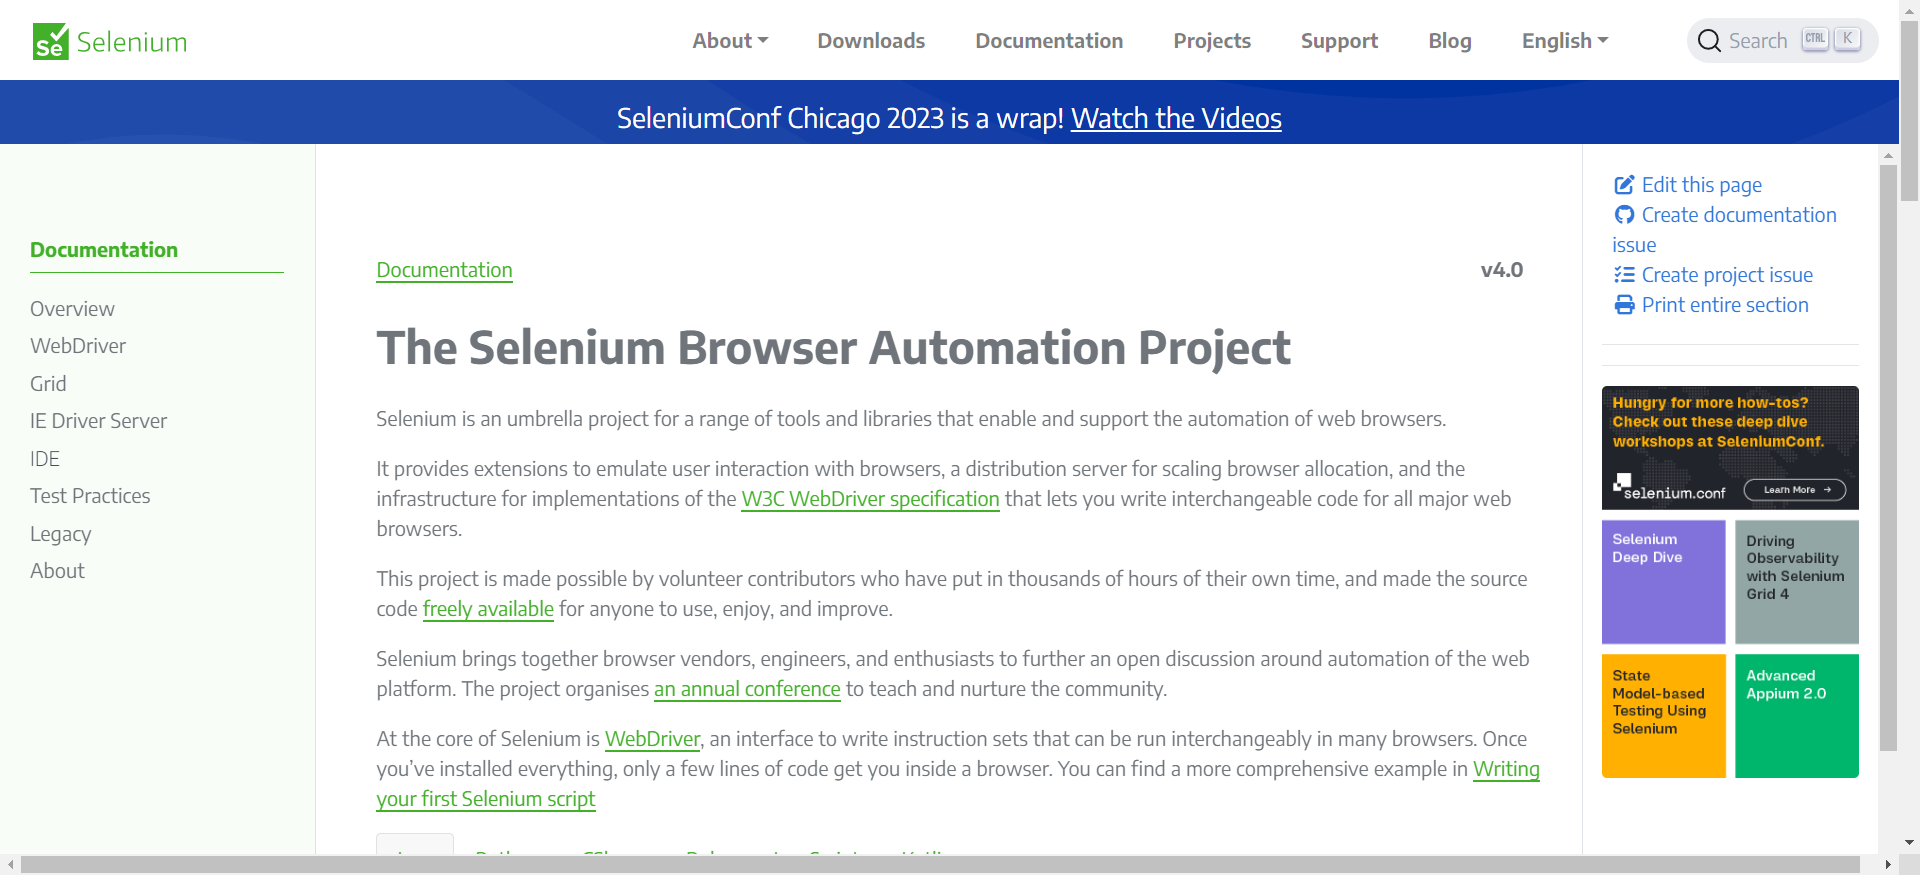 Se Selenium
About Downloads Documentation Projects Support Blog English Search CTRL K
SeleniumConf Chicago 2023 is a wrap! Watch the Videos
Documentation
Overview
WebDriver
Grid
IE Driver Server
IDE
Test Practices
Legacy
About
Documentation
v4.0
The Selenium Browser Automation Project
Selenium is an umbrella project for a range of tools and libraries that enable and support the automation of web browsers.
It provides extensions to emulate user interaction with browsers, a distribution server for scaling browser allocation, and the
infrastructure for implementations of the W3C WebDriver specification that lets you write interchangeable code for all major web
browsers.
This project is made possible by volunteer contributors who have put in thousands of hours of their own time, and made the source
code freely available for anyone to use, enjoy, and improve.
Selenium brings together browser vendors, engineers, and enthusiasts to further an open discussion around automation of the web
platform. The project organises an annual conference to teach and nurture the community.
At the core of Selenium is WebDriver, an interface to write instruction sets that can be run interchangeably in many browsers. Once
you’ve installed everything, only a few lines of code get you inside a browser. You can find a more comprehensive example in Writing
your first Selenium script
Edit this page
Create documentation
issue
Create project issue
Print entire section
Hungry for more how-tos?
Check out these deep dive
workshops at SeleniumConf.
selenium.conf
Learn More →
Selenium
Deep Dive
Driving
Observability
with Selenium
Grid 4
State
Model-based
Testing Using
Selenium
Advanced
Appium 2.0